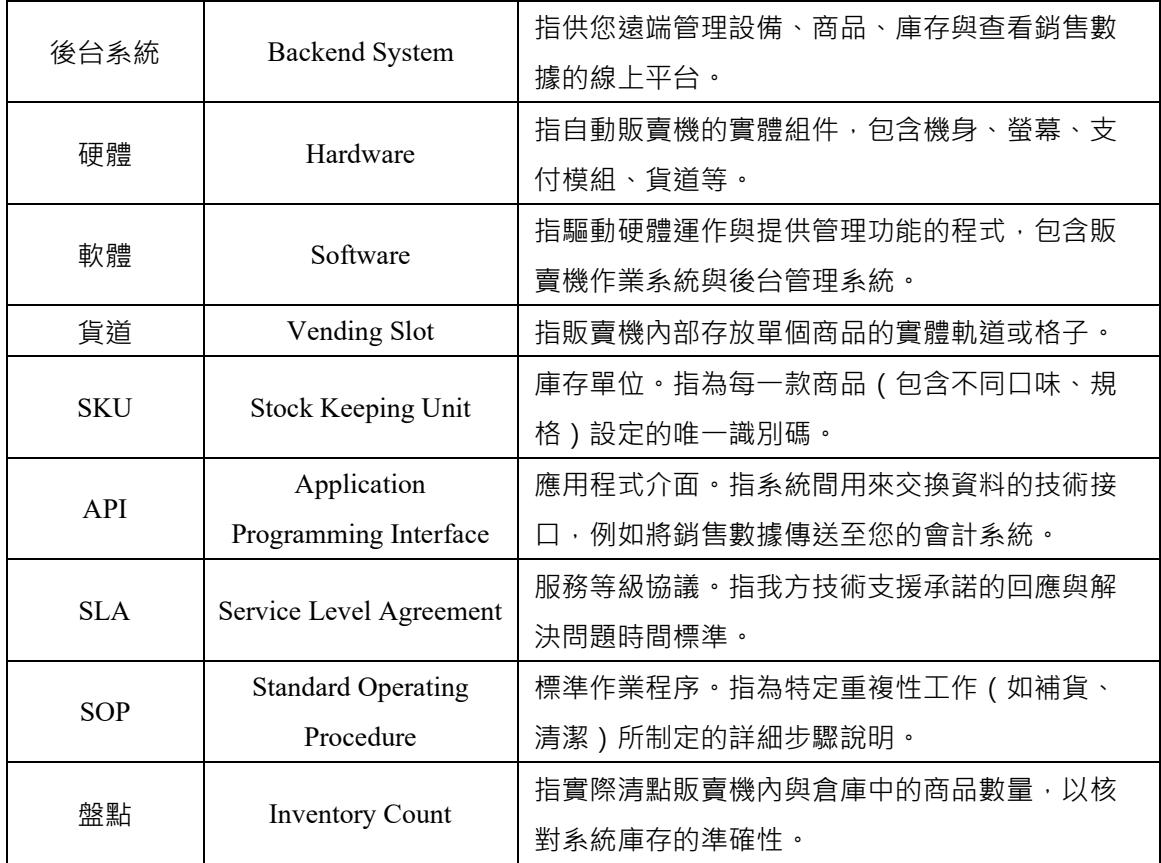 後台系統
Backend System
指供您遠端管理設備、商品、庫存與查看銷售數
據的線上平台。
硬體
Hardware
指自動販賣機的實體組件，包含機身、螢幕、支
付模組、貨道等。
軟體
Software
指驅動硬體運作與提供管理功能的程式，包含販
賣機作業系統與後台管理系統。
貨道
Vending Slot
指販賣機內部存放單個商品的實體軌道或格子。
SKU
Stock Keeping Unit
庫存單位。指為每一款商品（包含不同口味、規
格）設定的唯一識別碼。
API
Application
Programming Interface
應用程式介面。指系統間用來交換資料的技術接
口，例如將銷售數據傳送至您的會計系統。
SLA
Service Level Agreement
服務等級協議。指我方技術支援承諾的回應與解
決問題時間標準。
SOP
Standard Operating
Procedure
標準作業程序。指為特定重複性工作（如補貨、
清潔）所制定的詳細步驟說明。
盤點
Inventory Count
指實際清點販賣機內與倉庫中的商品數量，以核
對系統庫存的準確性。